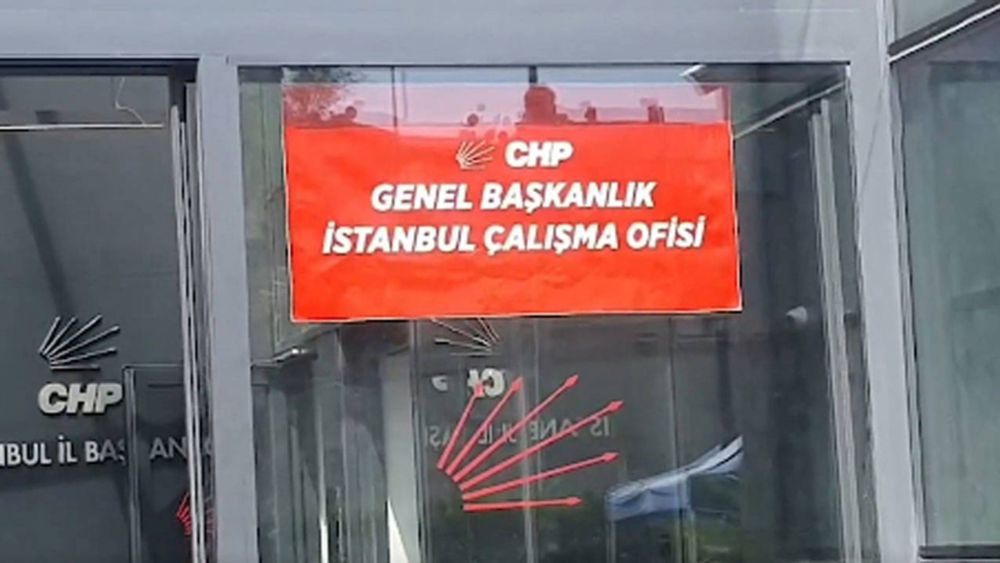 CHP
GENEL BAŞKANLIK
İSTANBUL ÇALIŞMA OFİSİ
CHP
İL